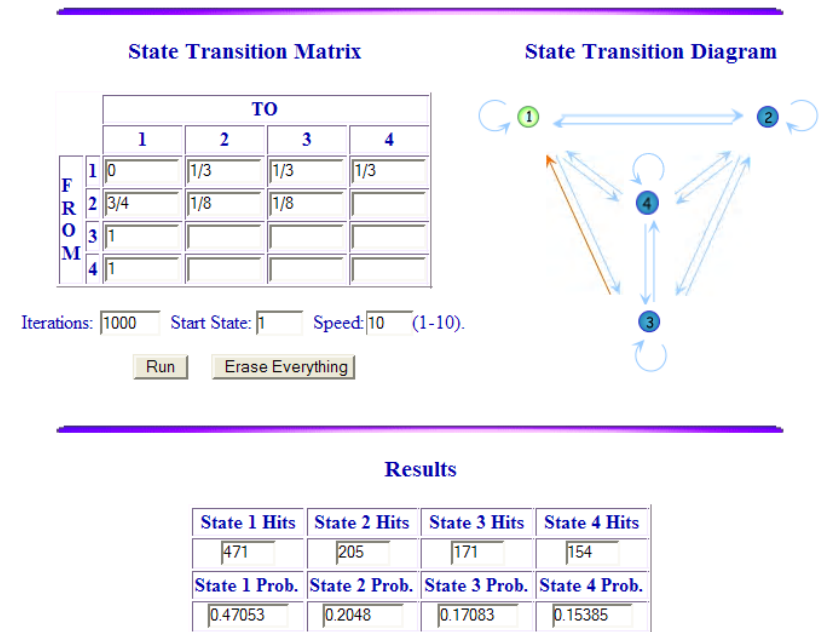 State Transition Matrix
State Transition Diagram
TO
1 2 3 4
FROM
1 0 1/3 1/3 1/3
2 3/4 1/8 1/8
3 1
4 1
Iterations: 1000 Start State: 1 Speed: 10 (1-10).
Run Erase Everything
1
2
4
3
Results
State 1 Hits State 2 Hits State 3 Hits State 4 Hits
471 205 171 154
State 1 Prob. State 2 Prob. State 3 Prob. State 4 Prob.
0.47053 0.2048 0.17083 0.15385